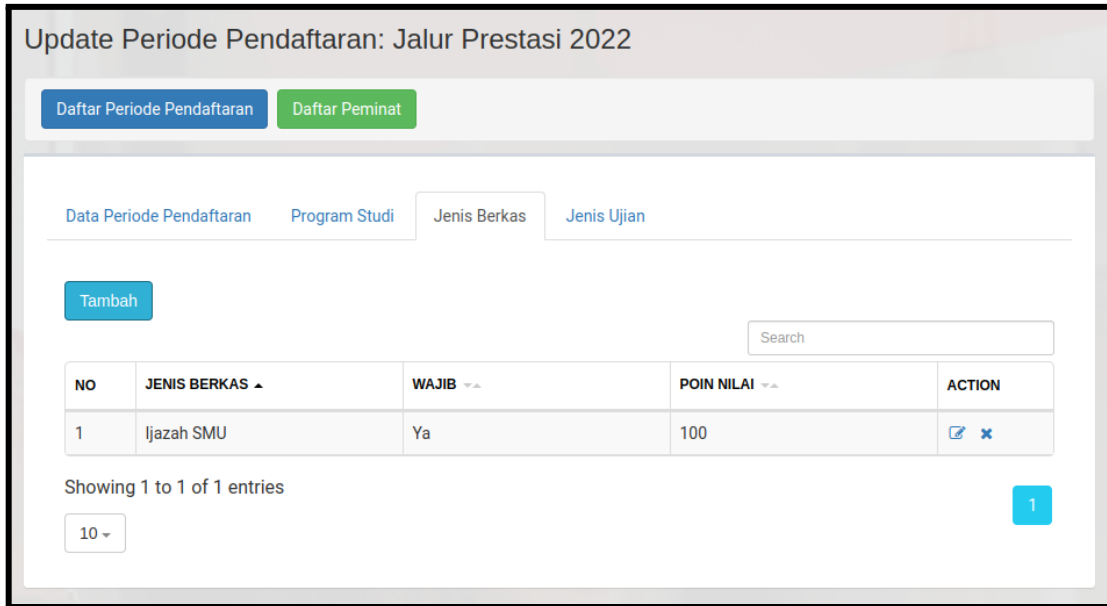 Update Periode Pendaftaran: Jalur Prestasi 2022
Daftar Periode Pendaftaran Daftar Peminat
Data Periode Pendaftaran Program Studi Jenis Berkas Jenis Ujian
Tambah
Search
NO JENIS BERKAS WAJIB POIN NILAI ACTION
1 Ijazah SMU Ya 100
Showing 1 to 1 of 1 entries
1
10